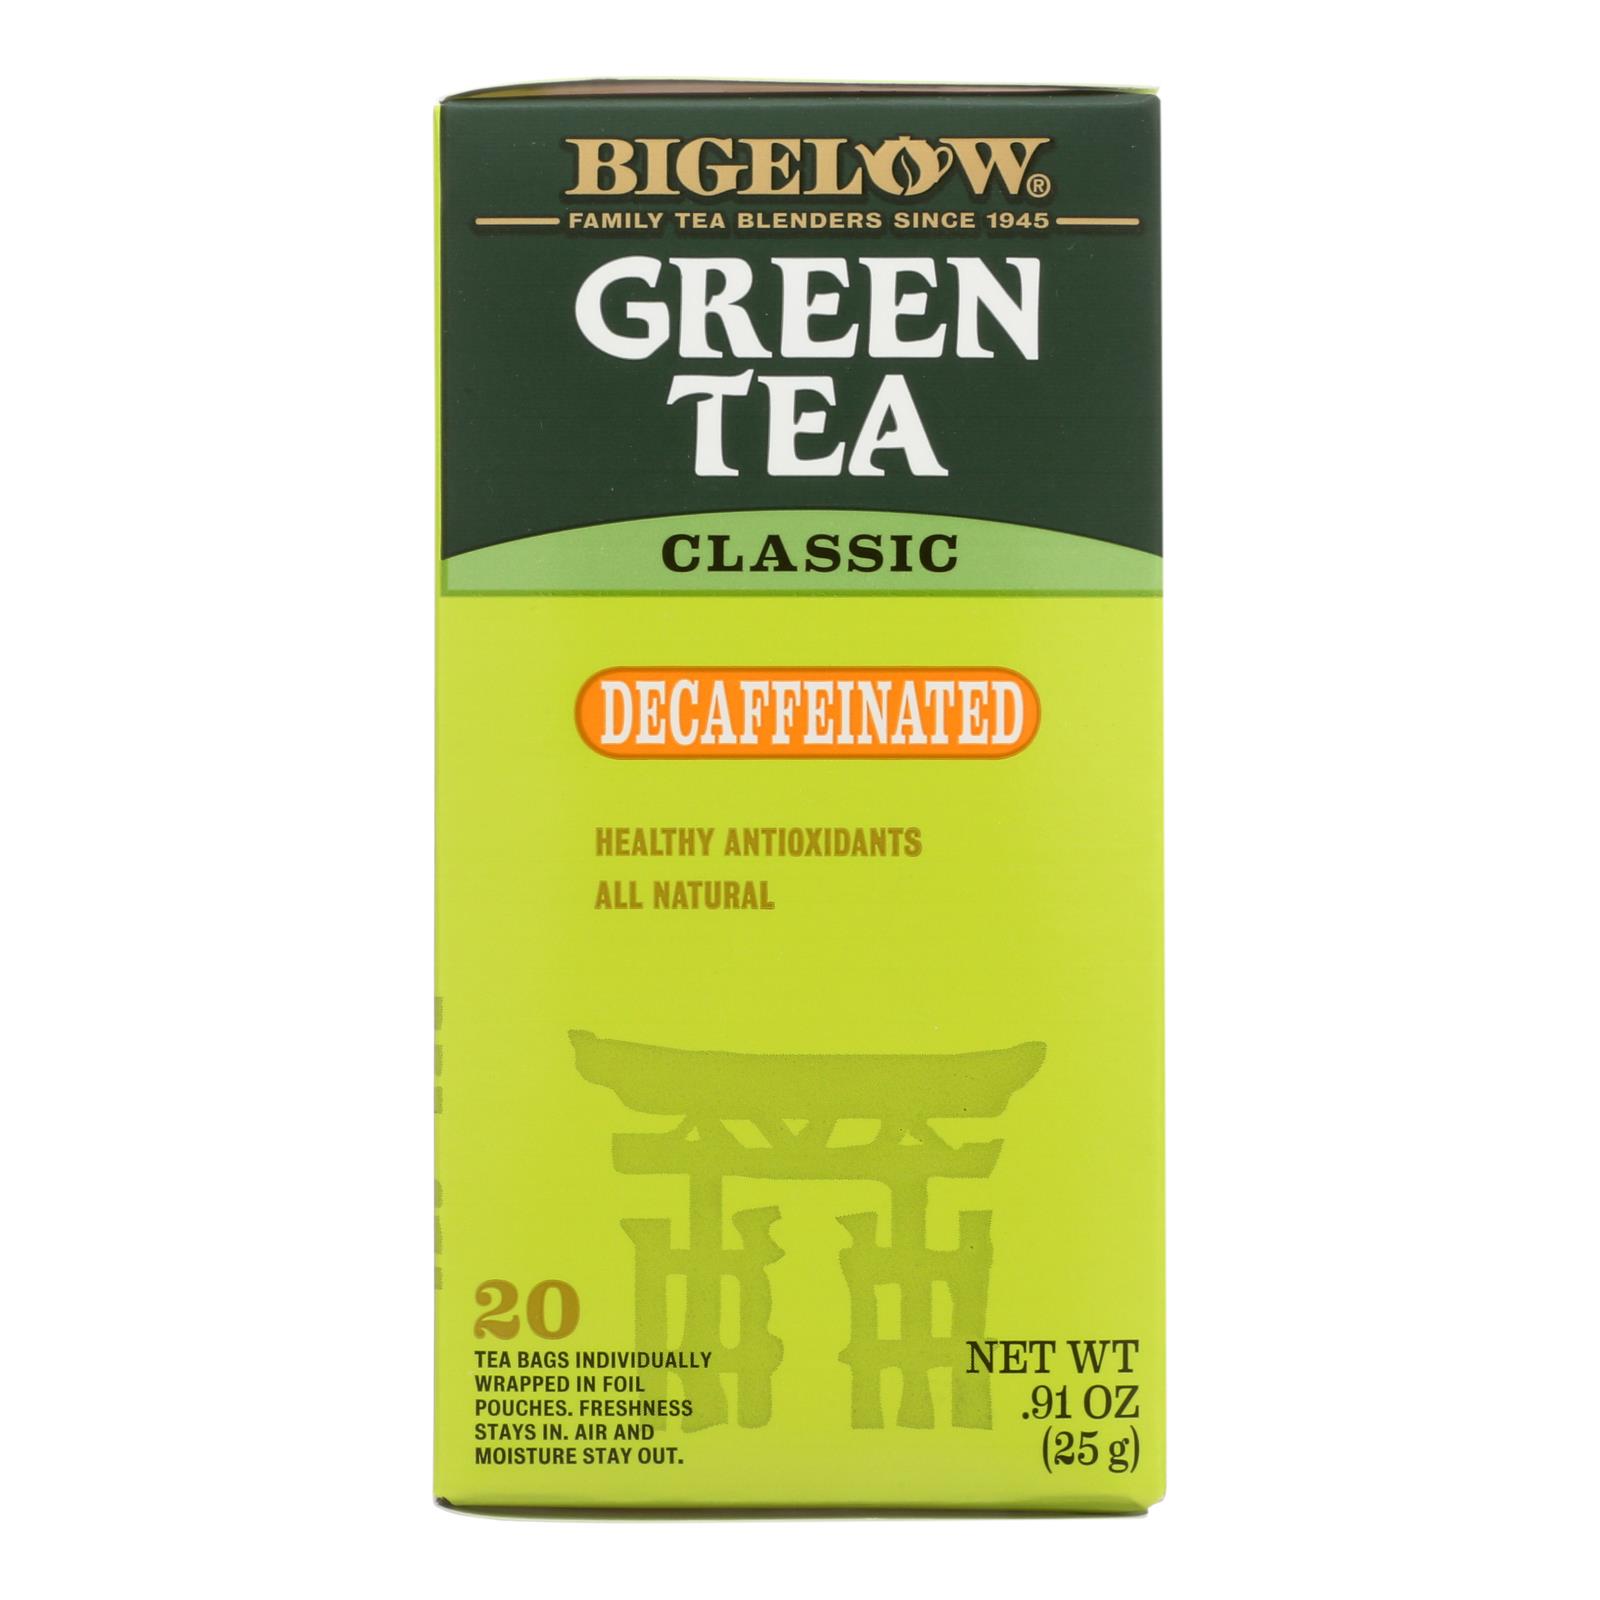 BIGELOW®
FAMILY TEA BLENDERS SINCE 1945
GREEN
TEA
CLASSIC
DECAFFEINATED
HEALTHY ANTIOXIDANTS
ALL NATURAL
20
TEA BAGS INDIVIDUALLY
WRAPPED IN FOIL
POUCHES. FRESHNESS
STAYS IN. AIR AND
MOISTURE STAY OUT.
NET WT
.91 OZ
(25 g)